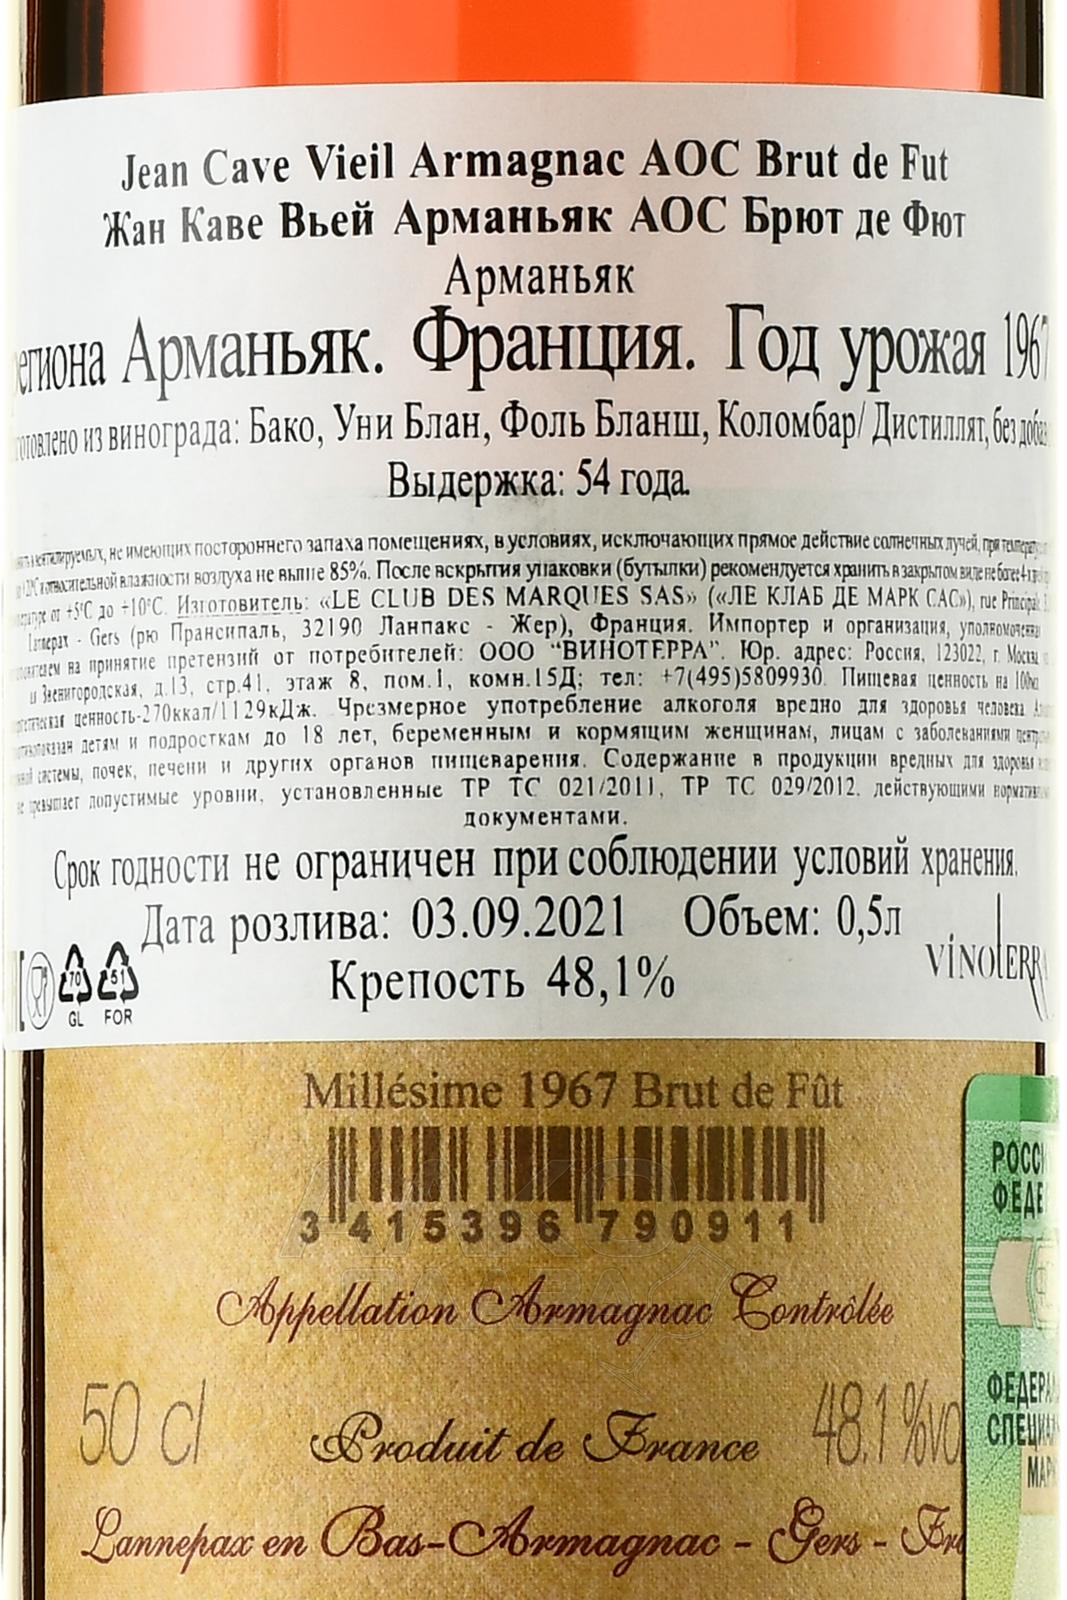 Jean Cave Vieil Armagnac AOC Brut de Fut
Жан Каве Вьей Арманьяк АОС Брют де Фют
Арманьяк
региона Арманьяк. Франция. Год урожая 1967
из винограда: Бако, Уни Блан, Фоль Бланш, Коломбар/ Дистиллят, без
Выдержка: 54 года.
вентилируемых, не имеющих постороннего запаха помещениях, в условиях, исключающих прямое действие солнечных лучей, при
относительной влажности воздуха не выше 85%. После вскрытия упаковки (бутылки) рекомендуется хранить в закрытом виде не более 4х
от +5°С до +10°С. Изготовитель: «LE CLUB DES MARQUES SAS» («ЛЕ КЛАБ ДЕ МАРК САС»), rue Principale
- Gers (рю Прансипаль, 32190 Ланпакс - Жер), Франция. Импортер и организация, уполномоченная
на принятие претензий от потребителей: ООО "ВИНОТЕРРА". Юр. адрес: Россия, 123022, г. Москва
Звенигородская, д.13, стр.41, этаж 8, пом.1, комн.15Д; тел: +7(495)5809930. Пищевая ценность на 100мл
ценность-270ккал/1129кДж. Чрезмерное употребление алкоголя вредно для здоровья человека.
детям и подросткам до 18 лет, беременным и кормящим женщинам, лицам с заболеваниями
системы, почек, печени и других органов пищеварения. Содержание в продукции вредных для здоровья
не превышает допустимые уровни, установленные ТР ТС 021/2011, ТР ТС 029/2012. действующими
документами.
Срок годности не ограничен при соблюдении условий хранения.
Дата розлива: 03.09.2021 Объем: 0,5л
Крепость 48,1%
70 51
GL FOR
VINOTERRA
Millésime 1967 Brut de Fût
3 415396 790911
Appellation Armagnac Contrôlée
50 cl Produit de France 48.1%vo
Lannepax en Bas-Armagnac - Gers - Fra
РОССИ
ФЕДЕ
ФЕДЕРА
СПЕЦИАЛ
МАР